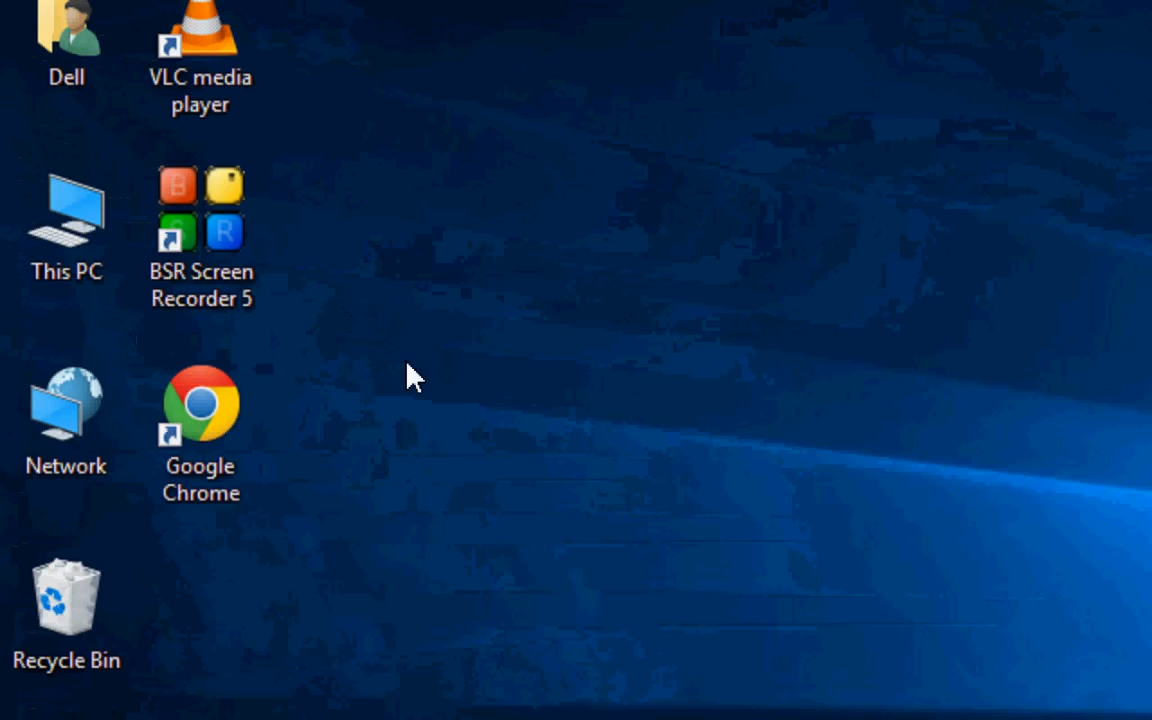 Dell
VLC media
player
This PC
B
R
BSR Screen
Recorder 5
Network
Google
Chrome
Recycle Bin